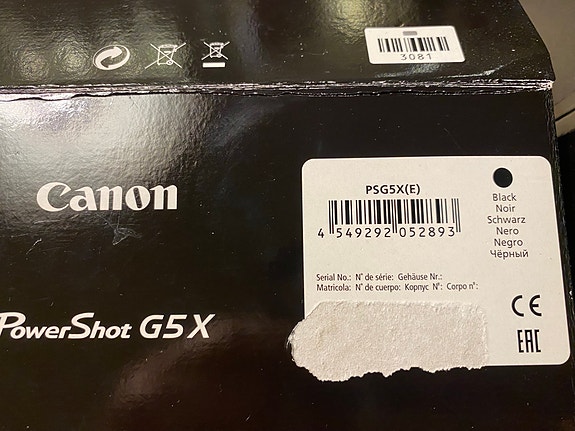 3081
Canon
PowerShot G5 X
PSG5X(E)
4 549292 052893
Black
Noir
Schwarz
Nero
Negro
Чёрный
Serial No.: N° de série: Gehäuse Nr.:
Matricola: N° de cuerpo: Корпус N°: Corpo n°:
CE
EAC